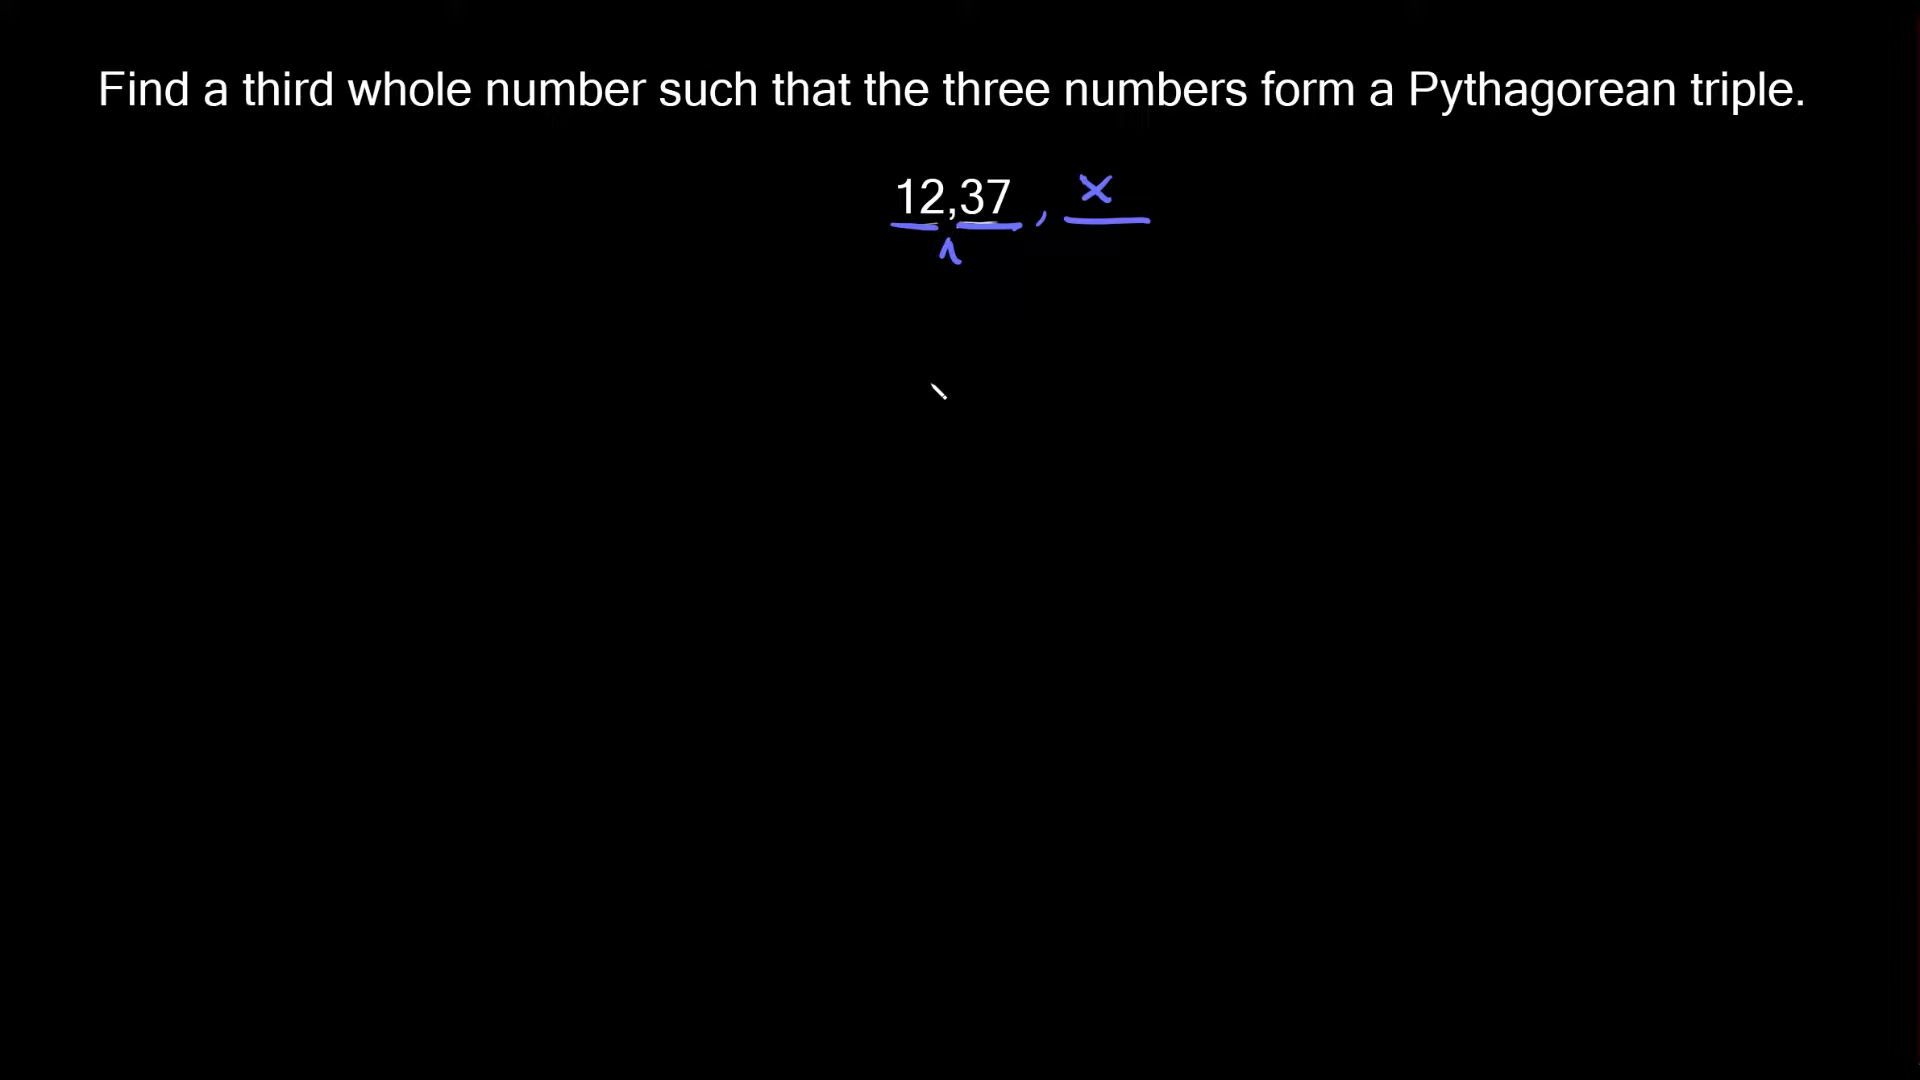 Find a third whole number such that the three numbers form a Pythagorean triple.
12,37 , x